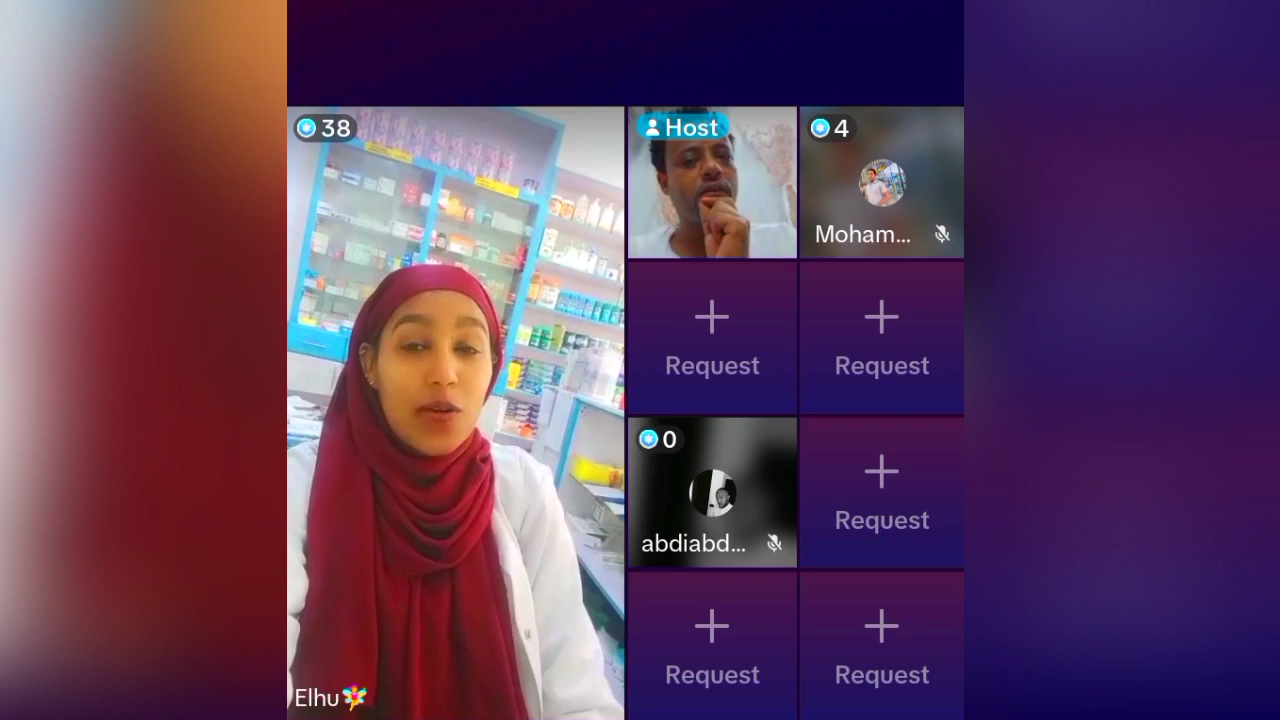 38
Host
4
Moham...
Request
Request
0
abdiabd...
Request
Request
Request
Elhu🧚